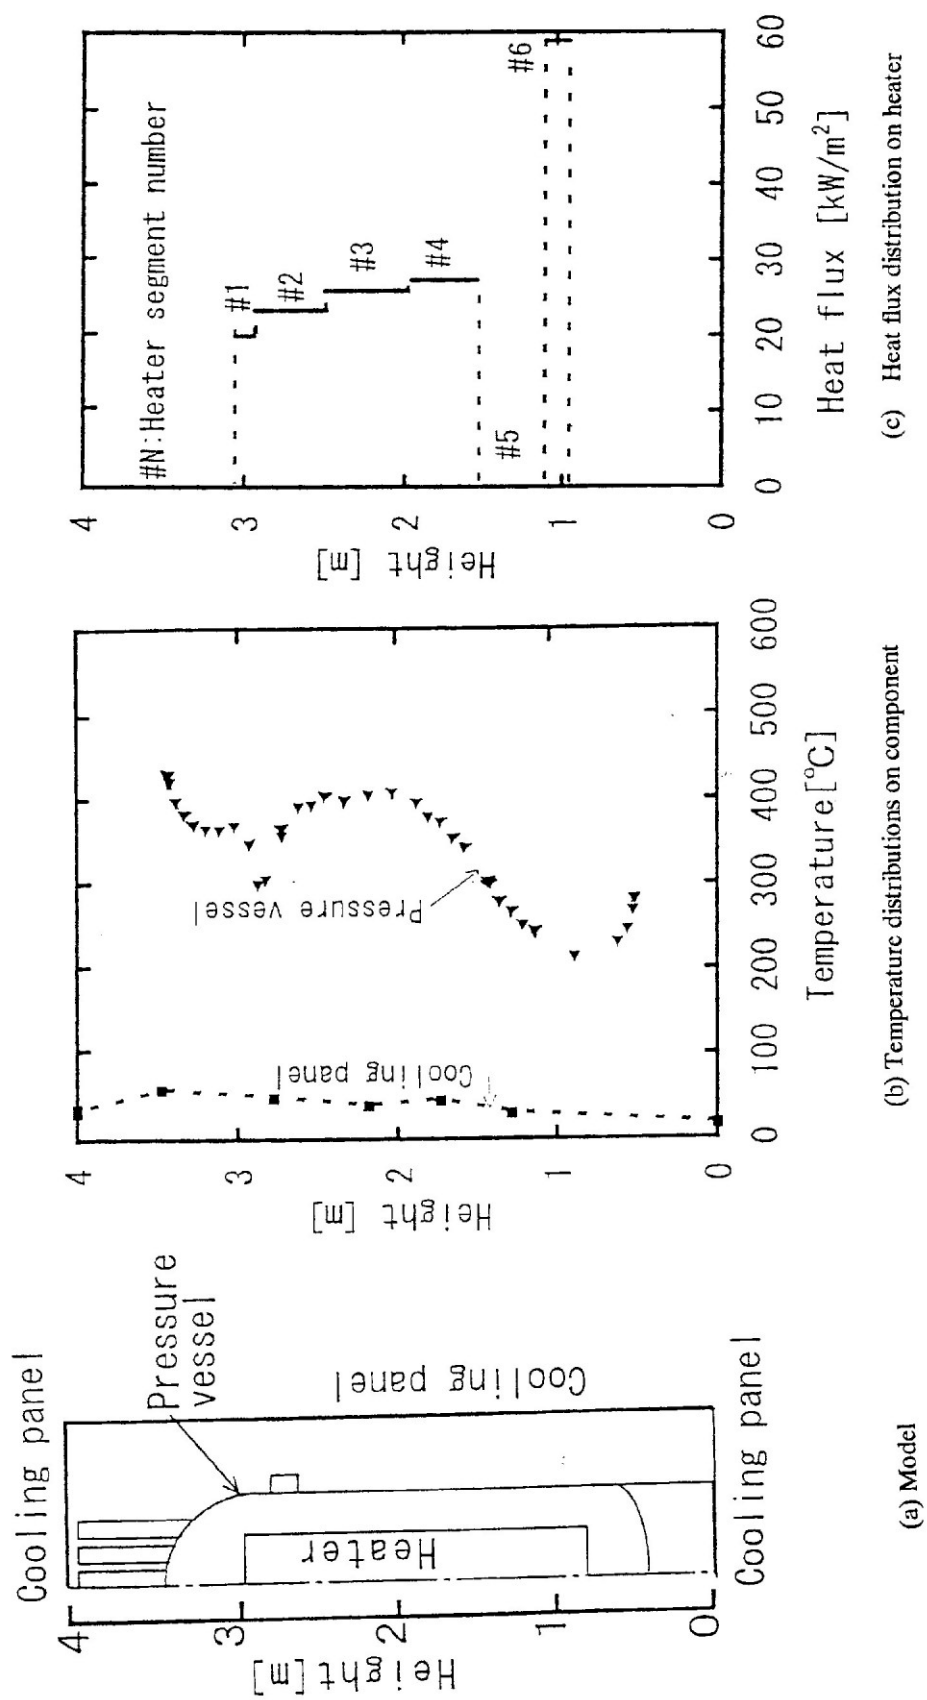 Cooling panel
Pressure
vessel
Heater
Cooling panel
Cooling panel
4
3
2
1
0
Height [m]
(a) Model
4
3
2
1
0
Height [m]
Pressure vessel
Cooling panel
0 100 200 300 400 500 600
Temperature[°C]
(b) Temperature distributions on component
#N:Heater segment number
#1
#2
#3
#4
#5
#6
4
3
2
1
0
Height [m]
0 10 20 30 40 50 60
Heat flux [kW/m²]
(c) Heat flux distribution on heater